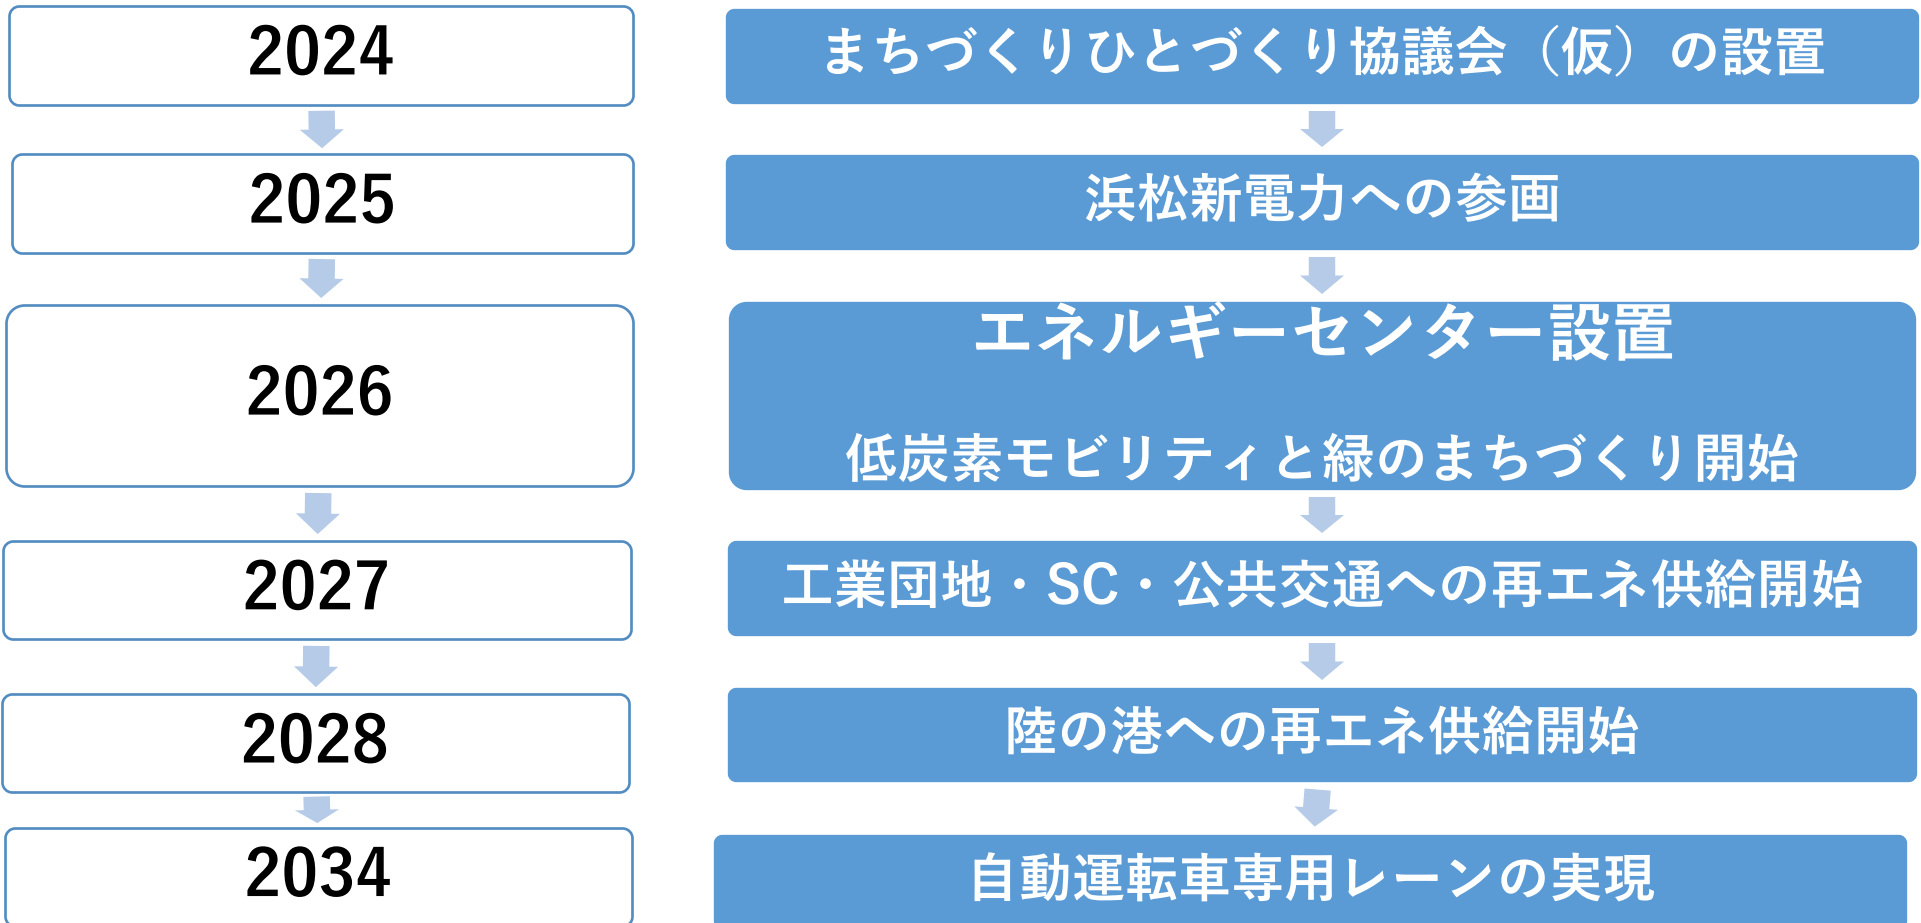 2024
まちづくりひとづくり協議会（仮）の設置
2025
浜松新電力への参画
2026
エネルギーセンター設置
低炭素モビリティと緑のまちづくり開始
2027
工業団地・SC・公共交通への再エネ供給開始
2028
陸の港への再エネ供給開始
2034
自動運転車専用レーンの実現